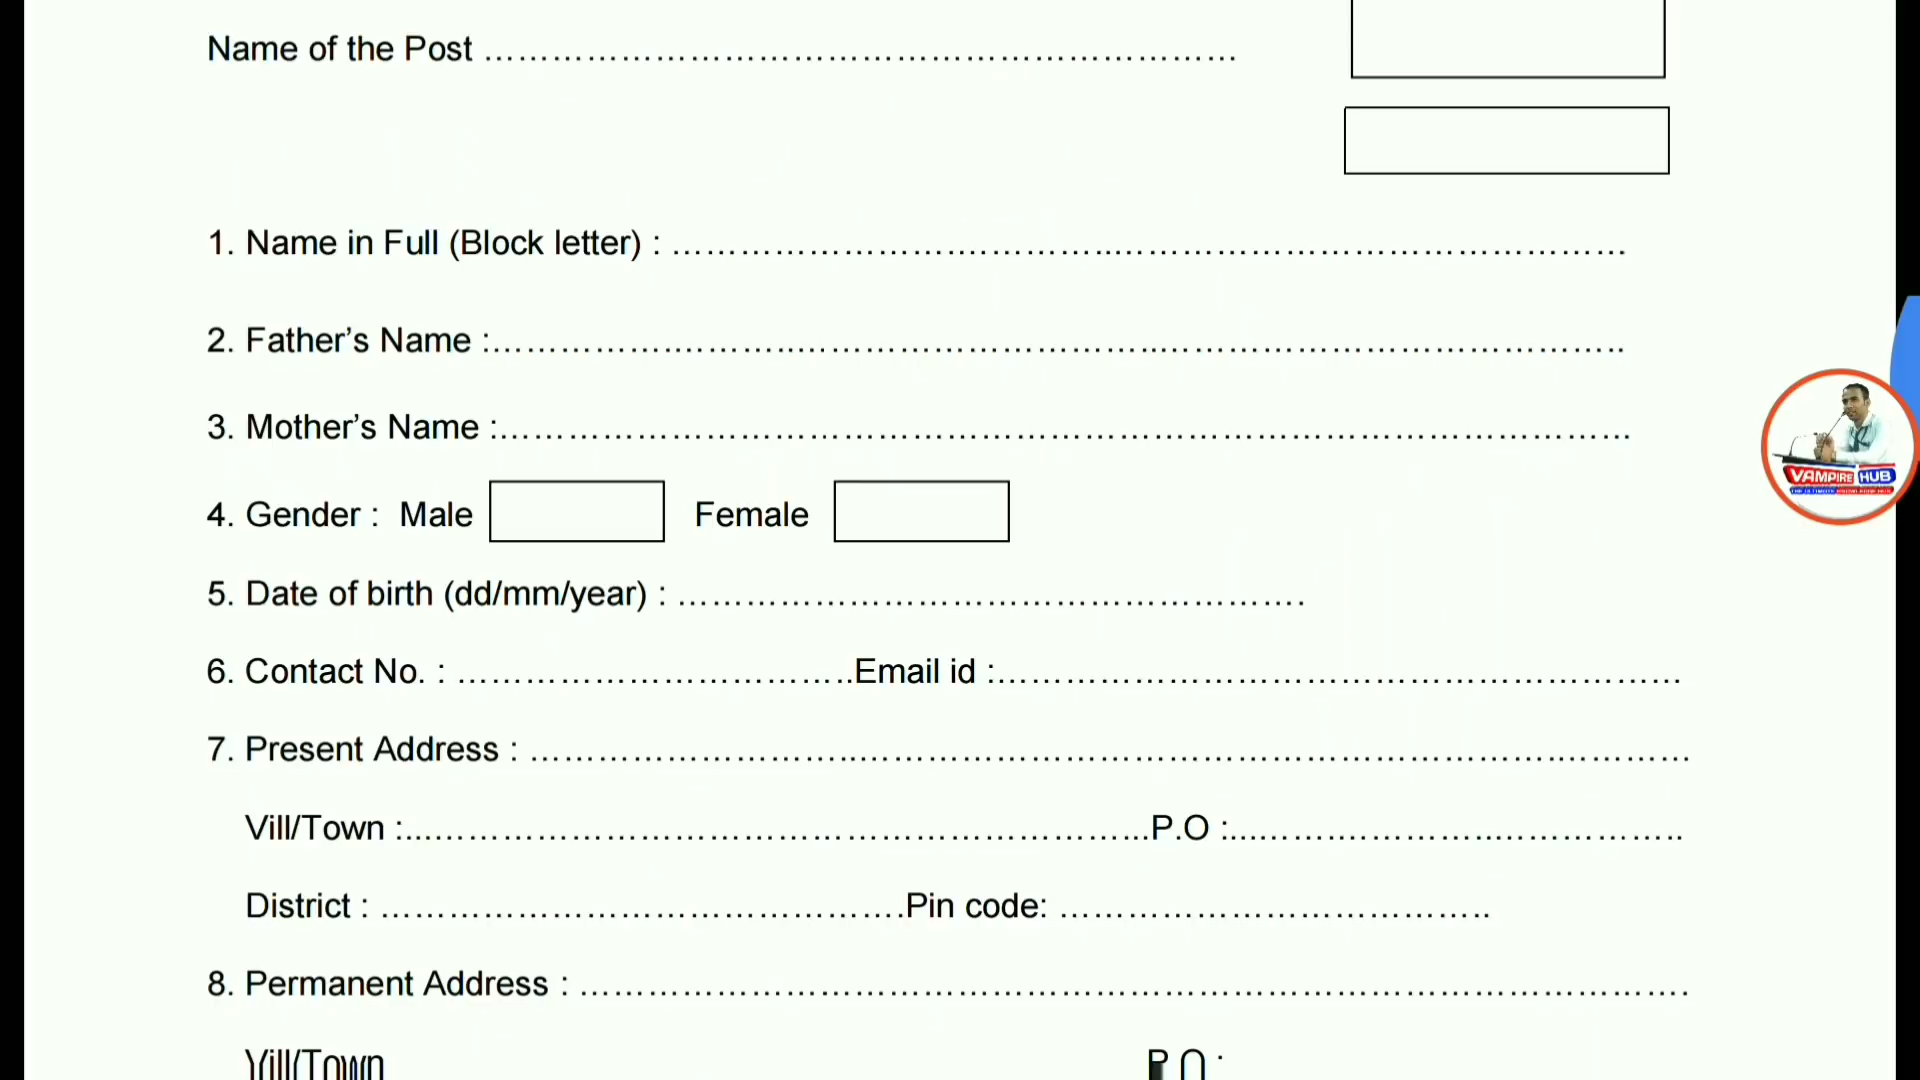 Name of the Post ……………………………………………………………
1. Name in Full (Block letter) : ………………………………………………………………………………
2. Father’s Name :………………………………………………………………………………………………
3. Mother’s Name :………………………………………………………………………………………………
4. Gender : Male Female
5. Date of birth (dd/mm/year) : ……………………………………………………
6. Contact No. : ………………………………..Email id :…………………………………………………………
7. Present Address : …………………………………………………………………………………………………
Vill/Town :……………………………………………………………...P.O :……………………………………..
District : …………………………………………….Pin code: …………………………………..
8. Permanent Address : ……………………………………………………………………………………………
Vill/Town P.O :
VAMPIRE HUB